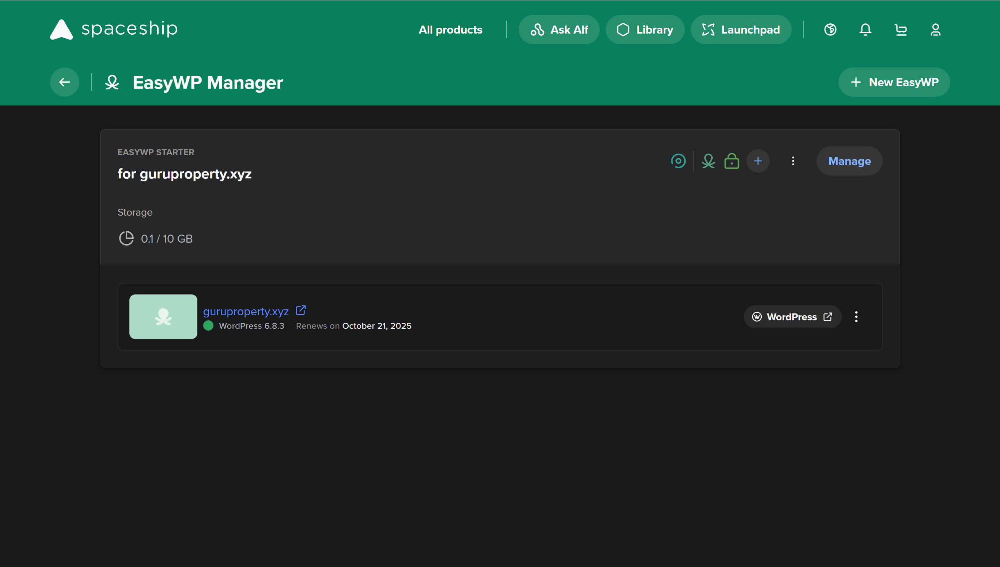 spaceship
All products
Ask Alf
Library
Launchpad
EasyWP Manager
New EasyWP
EASYWP STARTER
for guruproperty.xyz
Manage
Storage
0.1 / 10 GB
guruproperty.xyz
WordPress 6.8.3 Renews on October 21, 2025
WordPress